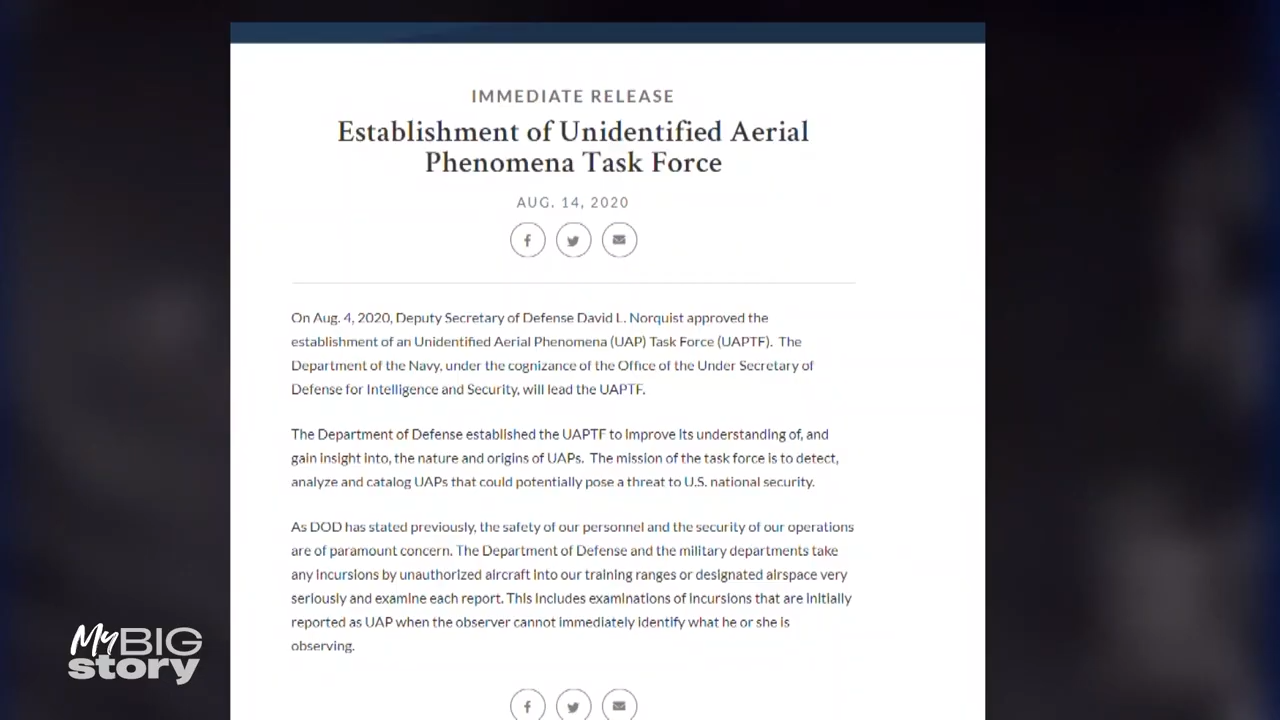 IMMEDIATE RELEASE
Establishment of Unidentified Aerial
Phenomena Task Force
AUG. 14, 2020
On Aug. 4, 2020, Deputy Secretary of Defense David L. Norquist approved the
establishment of an Unidentified Aerial Phenomena (UAP) Task Force (UAPTF).  The
Department of the Navy, under the cognizance of the Office of the Under Secretary of
Defense for Intelligence and Security, will lead the UAPTF.
The Department of Defense established the UAPTF to improve its understanding of, and
gain insight into, the nature and origins of UAPs.  The mission of the task force is to detect,
analyze and catalog UAPs that could potentially pose a threat to U.S. national security.
As DOD has stated previously, the safety of our personnel and the security of our operations
are of paramount concern. The Department of Defense and the military departments take
any incursions by unauthorized aircraft into our training ranges or designated airspace very
seriously and examine each report. This includes examinations of incursions that are initially
reported as UAP when the observer cannot immediately identify what he or she is
observing.
My BIG
story